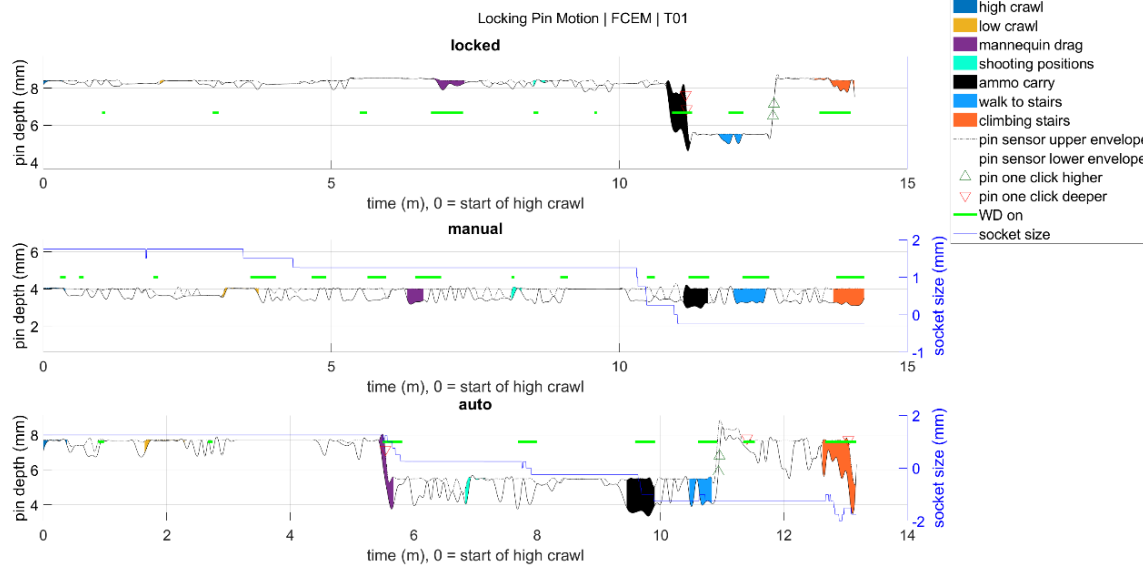 Locking Pin Motion | FCEM | T01
locked
pin depth (mm)
8
6
4
0
5
10
15
time (m), 0 = start of high crawl
manual
pin depth (mm)
6
4
2
socket size (mm)
2
1
0
-1
0
5
10
15
time (m), 0 = start of high crawl
auto
pin depth (mm)
8
6
4
socket size (mm)
2
0
-2
0
2
4
6
8
10
12
14
time (m), 0 = start of high crawl
high crawl
low crawl
mannequin drag
shooting positions
ammo carry
walk to stairs
climbing stairs
pin sensor upper envelope
pin sensor lower envelope
pin one click higher
pin one click deeper
WD on
socket size